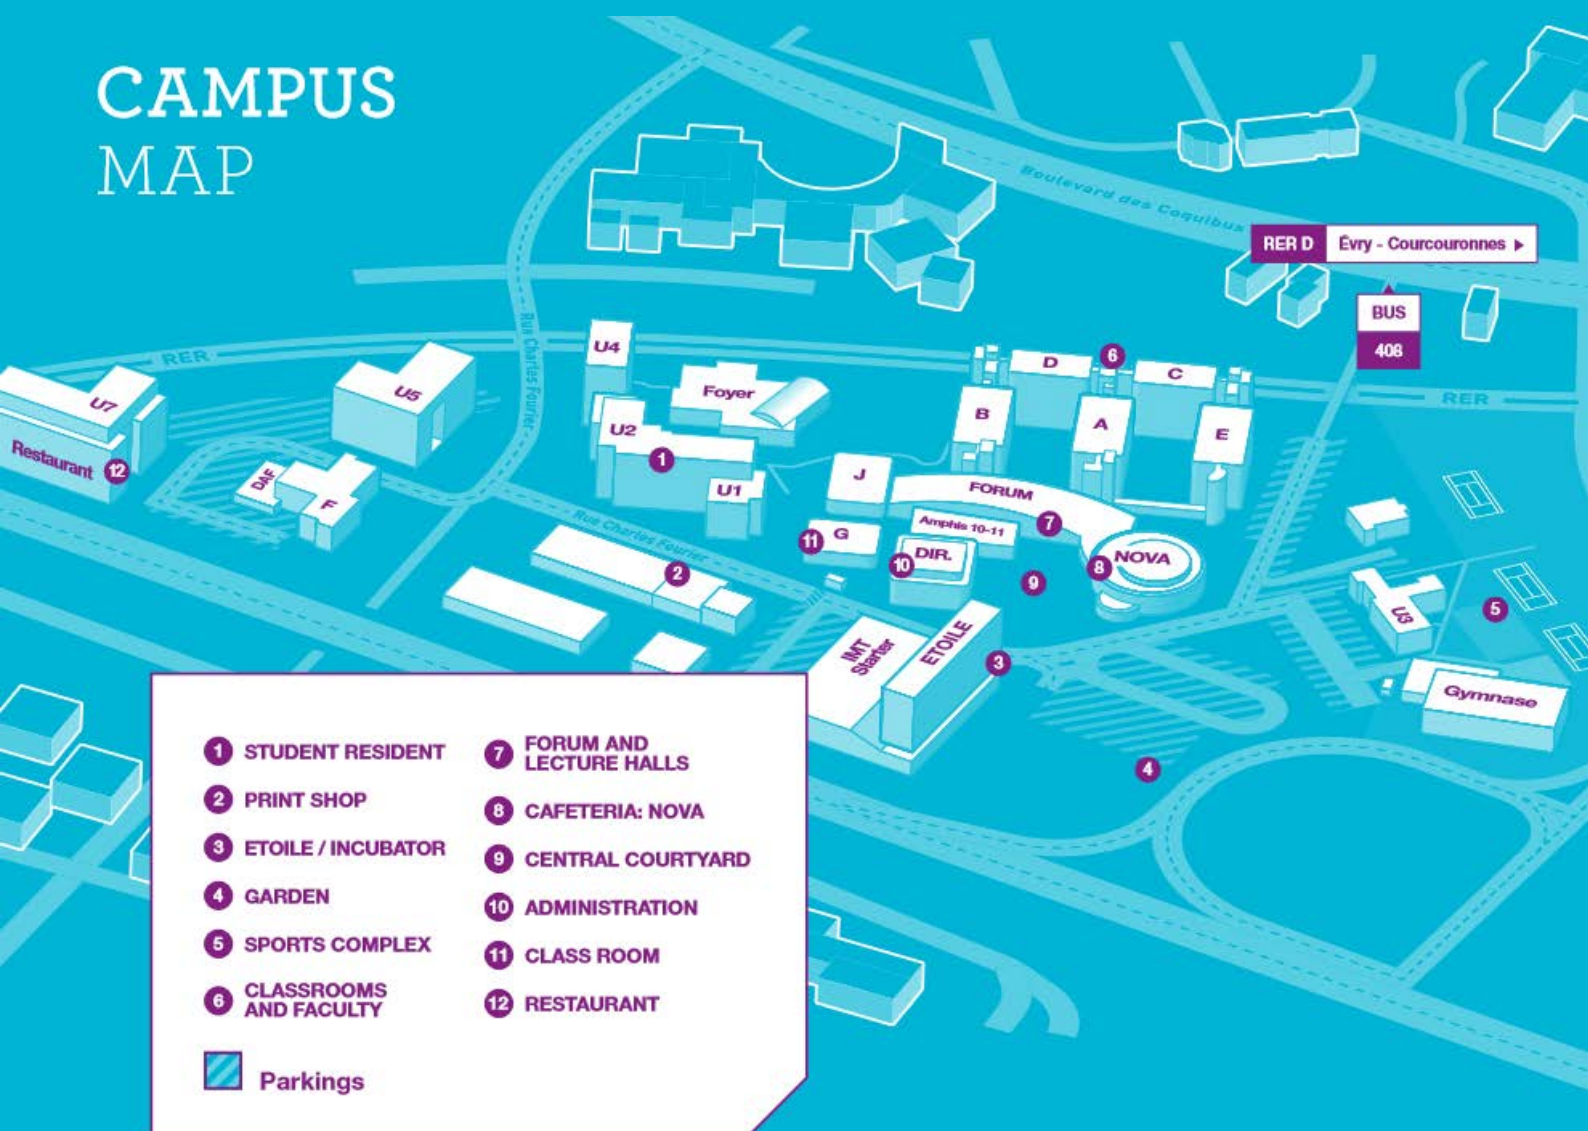 CAMPUS
MAP
Boulevard des Coquibus
RER D
Évry - Courcouronnes
BUS
408
RER
RER
Rue Charles Fourier
Rue Charles Fourier
U7
Restaurant
12
U5
DAF
F
U4
U2
1
U1
Foyer
2
J
G
11
FORUM
7
Amphis 10-11
DIR.
10
9
8
NOVA
D
6
C
B
A
E
IMT
Starter
ETOILE
3
4
U3
5
Gymnase
1 STUDENT RESIDENT
2 PRINT SHOP
3 ETOILE / INCUBATOR
4 GARDEN
5 SPORTS COMPLEX
6 CLASSROOMS
AND FACULTY
7 FORUM AND
LECTURE HALLS
8 CAFETERIA: NOVA
9 CENTRAL COURTYARD
10 ADMINISTRATION
11 CLASS ROOM
12 RESTAURANT
Parkings